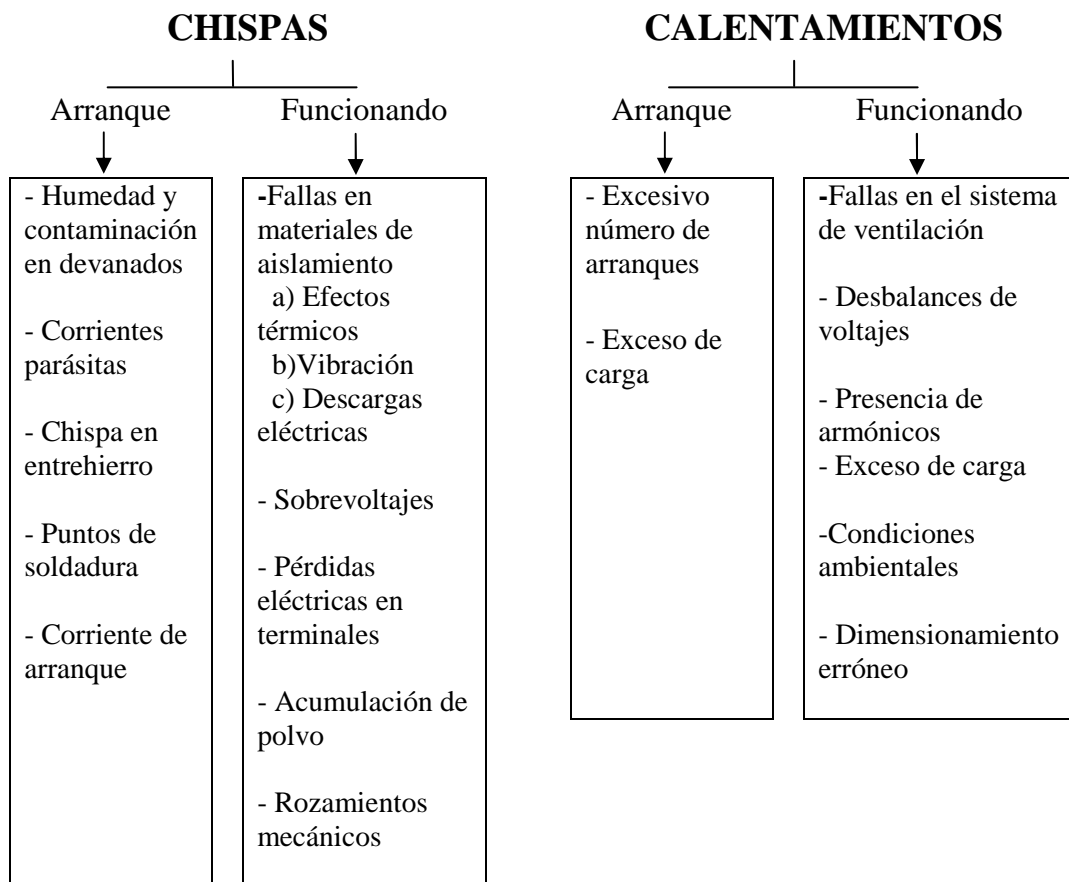 CHISPAS
Arranque
- Humedad y
contaminación
en devanados
- Corrientes
parásitas
- Chispa en
entrehierro
- Puntos de
soldadura
- Corriente de
arranque
Funcionando
-Fallas en
materiales de
aislamiento
a) Efectos
térmicos
b)Vibración
c) Descargas
eléctricas
- Sobrevoltajes
- Pérdidas
eléctricas en
terminales
- Acumulación de
polvo
- Rozamientos
mecánicos
CALENTAMIENTOS
Arranque
- Excesivo
número de
arranques
- Exceso de
carga
Funcionando
-Fallas en el sistema
de ventilación
- Desbalances de
voltajes
- Presencia de
armónicos
- Exceso de carga
-Condiciones
ambientales
- Dimensionamiento
erróneo